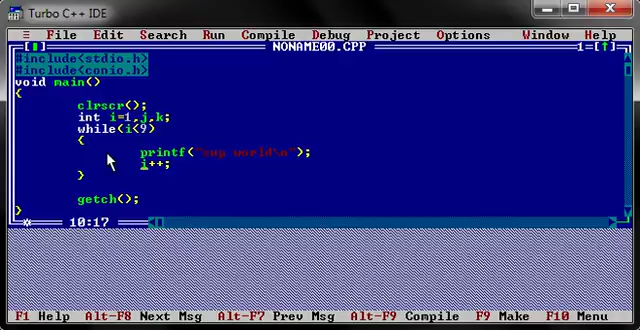 Turbo C++ IDE
≡ File Edit Search Run Compile Debug Project Options Window Help
[▪] NONAME00.CPP 1=[↑]
#include<stdio.h>
#include<conio.h>
void main()
{
clrscr();
int i=1,j,k;
while(i<9)
{
printf("sup world\n");
i++;
}
getch();
}
10:17
F1 Help Alt-F8 Next Msg Alt-F7 Prev Msg Alt-F9 Compile F9 Make F10 Menu